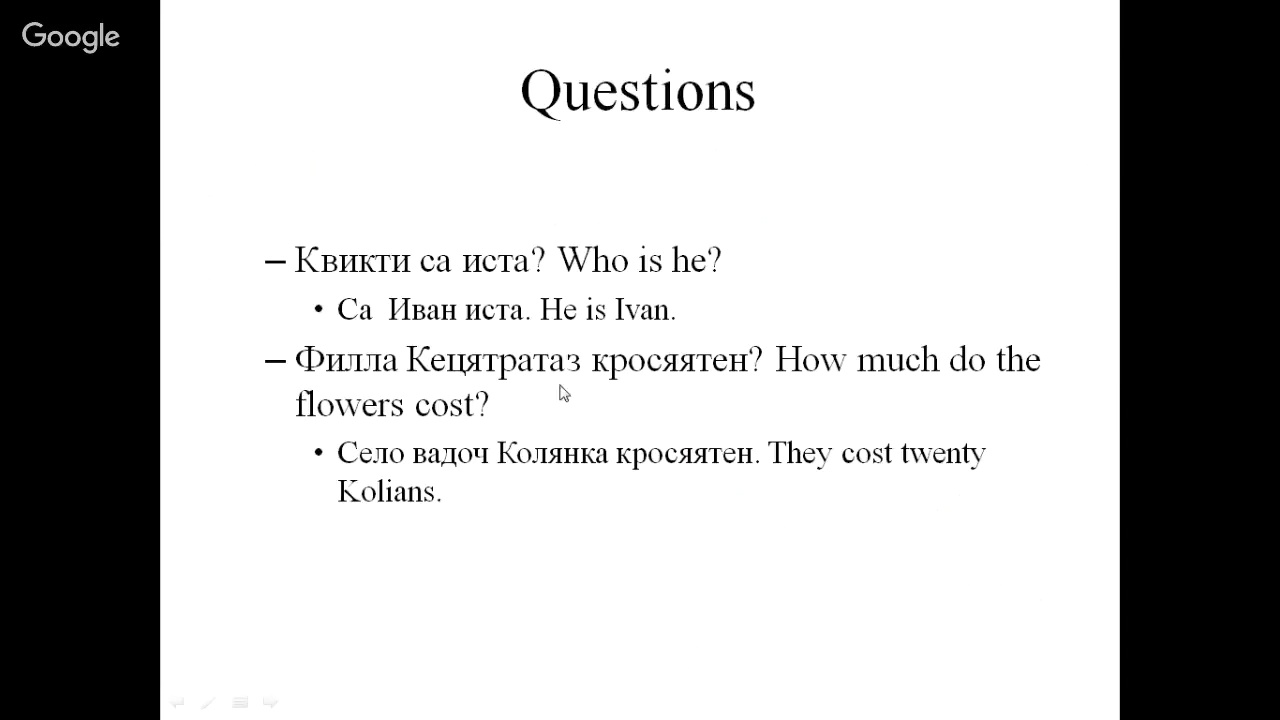 Google
Questions
– Квикти са иста? Who is he?
• Са Иван иста. He is Ivan.
– Филла Кецятратаз кросяятен? How much do the
flowers cost?
• Село вадоч Колянка кросяятен. They cost twenty
Kolians.